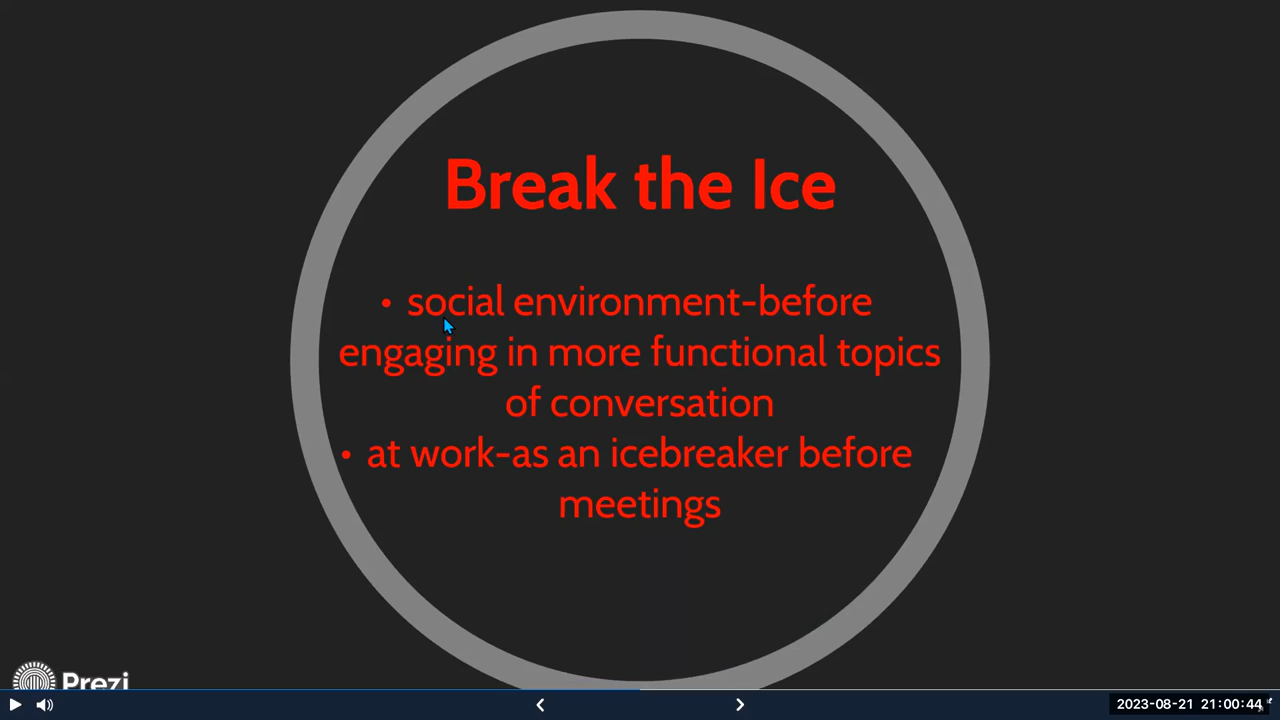 Break the Ice
• social environment-before
engaging in more functional topics
of conversation
• at work-as an icebreaker before
meetings
Prezi
2023-08-21 21:00:44